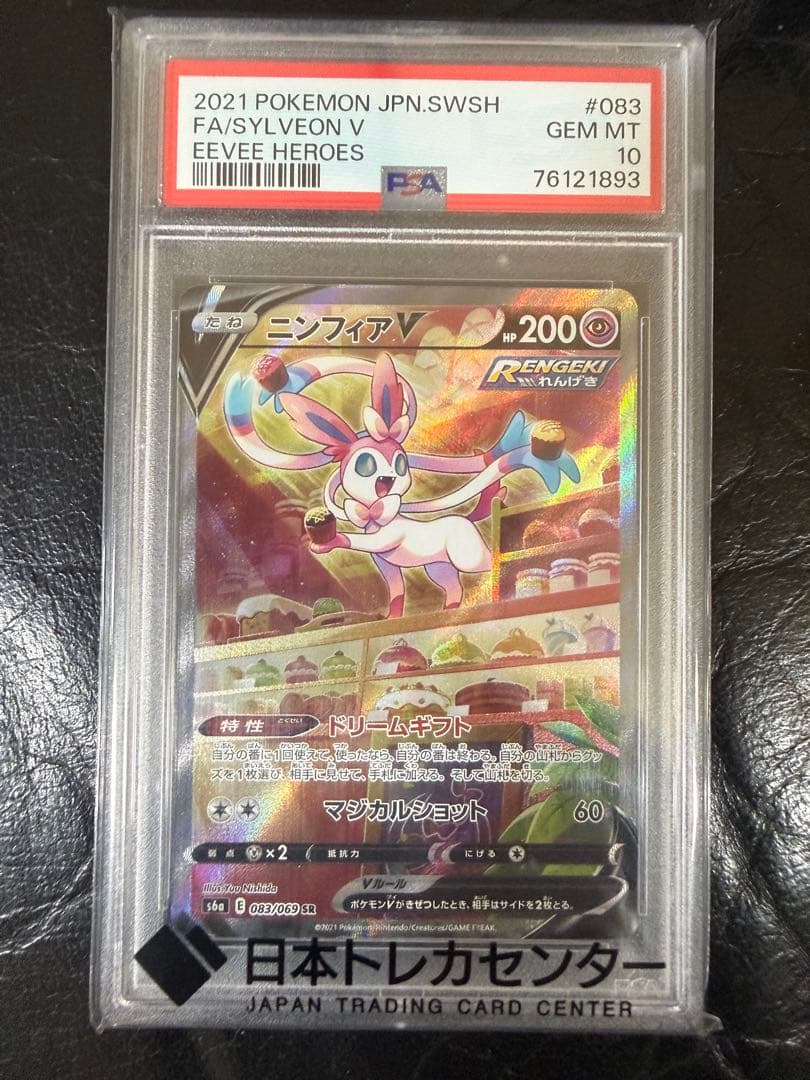 2021 POKEMON JPN.SWSH #083
FA/SYLVEON V GEM MT
EEVEE HEROES 10
PSA 76121893
たね ニンフィアV HP 200
RENGEKI
れんげき
特性 とくせい ドリームギフト
自分の番に1回使えて、使ったなら、自分の番は終わる。自分の山札からグッ
ズを1枚選び、相手に見せて、手札に加える。そして山札を切る。
マジカルショット 60
弱点 ×2 抵抗力 にげる
Vルール
ポケモンVがきぜつしたとき、相手はサイドを2枚とる。
Illus. Yuu Nishida
s6a E 083/069 SR
©2021 Pokémon/Nintendo/Creatures/GAME FREAK.
日本トレカセンター
JAPAN TRADING CARD CENTER